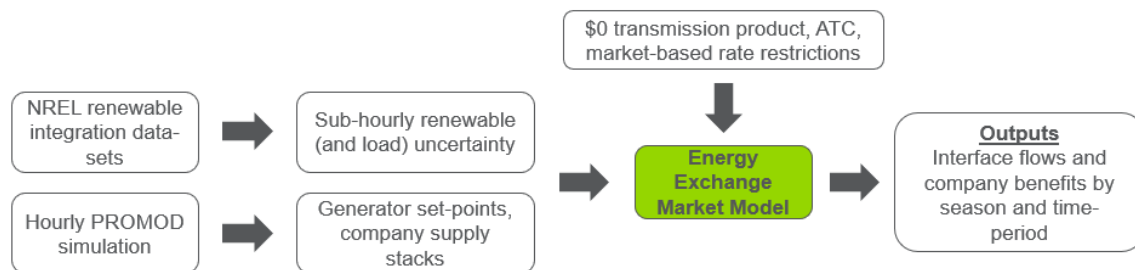 $0 transmission product, ATC,
market-based rate restrictions
NREL renewable
integration data-
sets
Sub-hourly renewable
(and load) uncertainty
Hourly PROMOD
simulation
Generator set-points,
company supply
stacks
Energy
Exchange
Market Model
Outputs
Interface flows and
company benefits by
season and time-
period